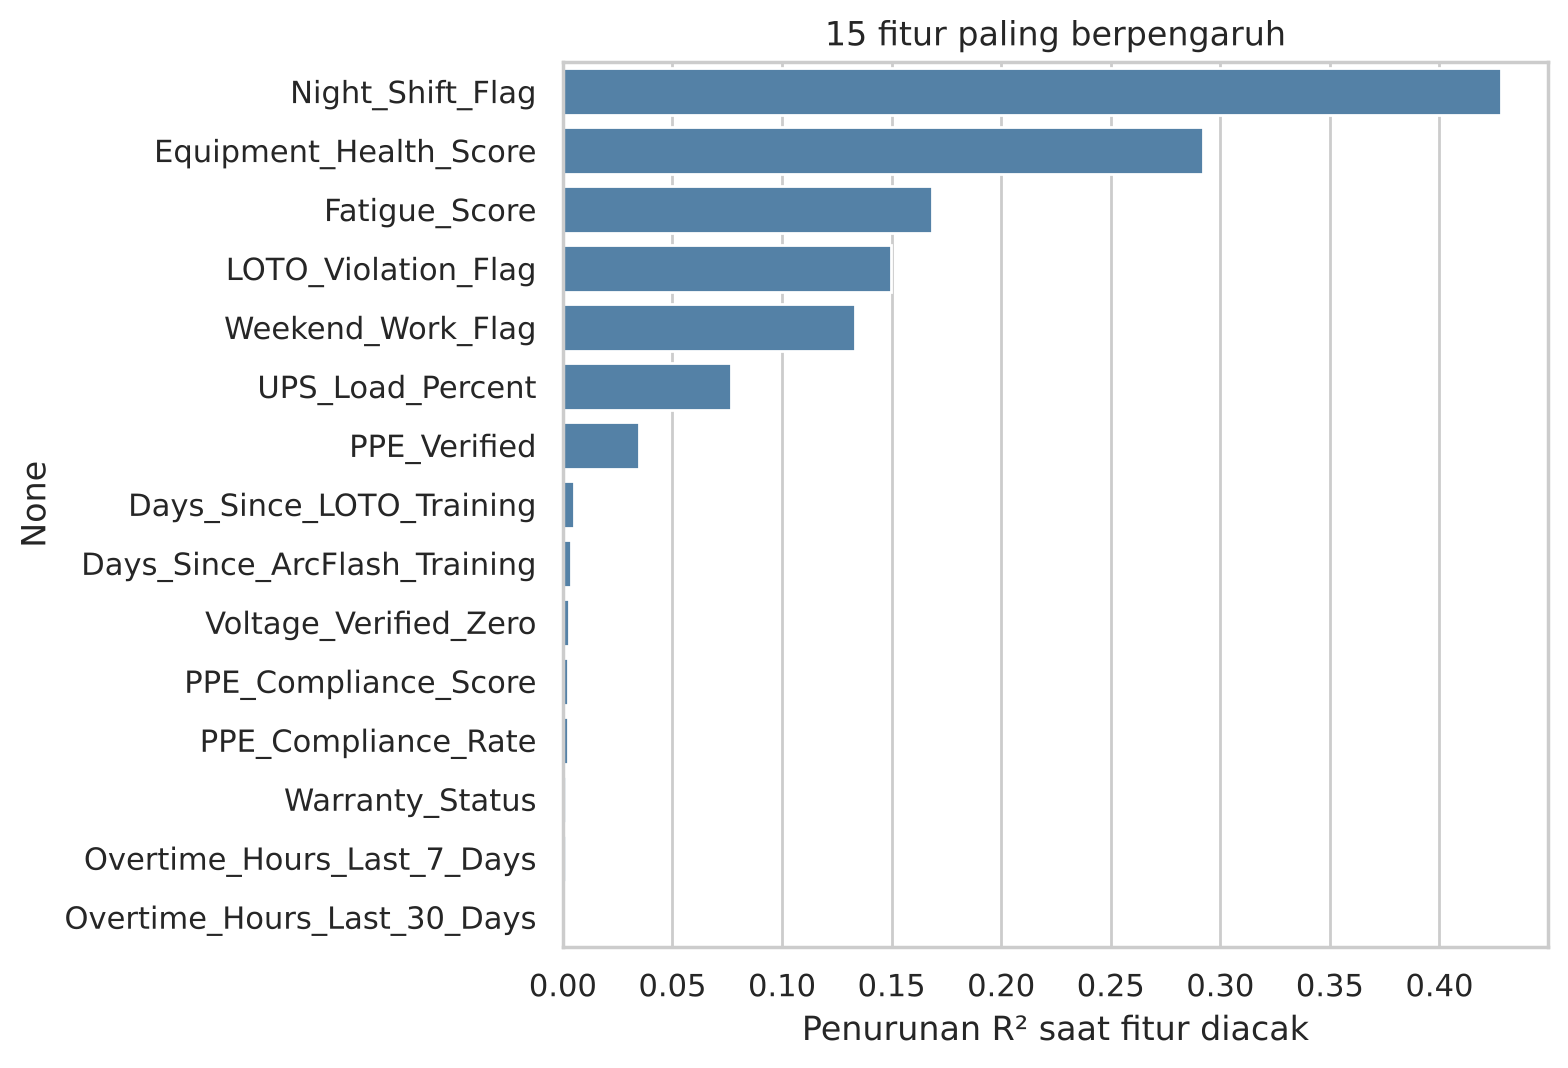 15 fitur paling berpengaruh
Night_Shift_Flag
Equipment_Health_Score
Fatigue_Score
LOTO_Violation_Flag
Weekend_Work_Flag
UPS_Load_Percent
PPE_Verified
Days_Since_LOTO_Training
Days_Since_ArcFlash_Training
Voltage_Verified_Zero
PPE_Compliance_Score
PPE_Compliance_Rate
Warranty_Status
Overtime_Hours_Last_7_Days
Overtime_Hours_Last_30_Days
None
0.00 0.05 0.10 0.15 0.20 0.25 0.30 0.35 0.40
Penurunan R² saat fitur diacak